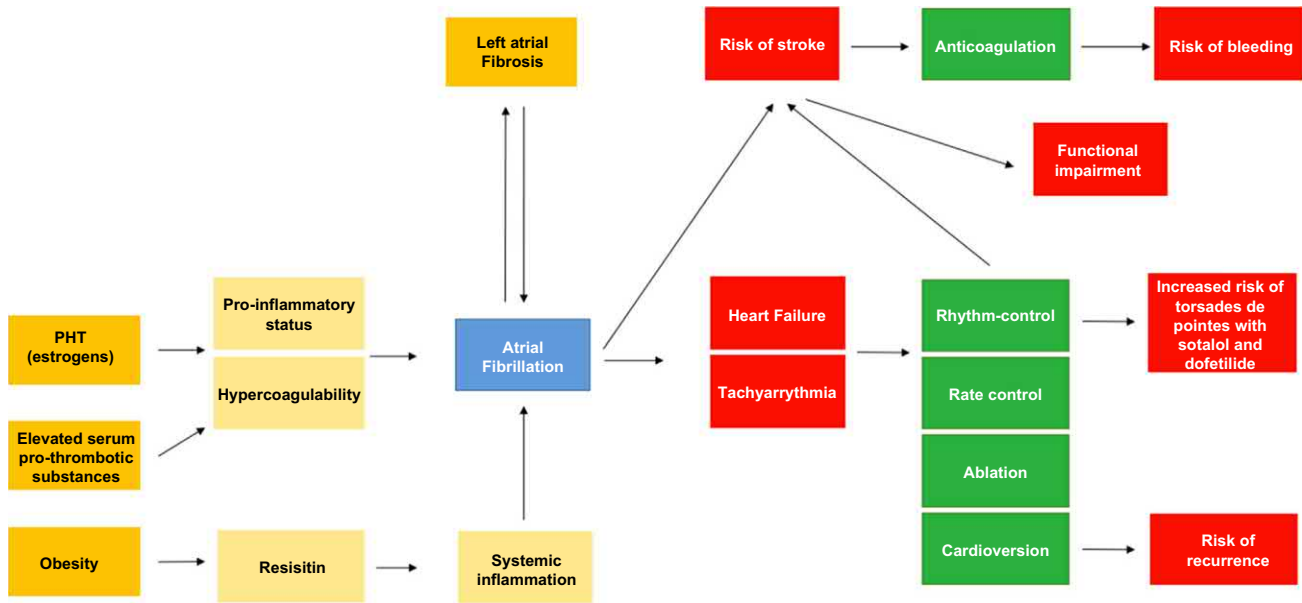 Left atrial
Fibrosis
Risk of stroke
Anticoagulation
Risk of bleeding
Functional
impairment
Pro-inflammatory
status
Hypercoagulability
PHT
(estrogens)
Elevated serum
pro-thrombotic
substances
Obesity
Resisitin
Systemic
inflammation
Atrial
Fibrillation
Heart Failure
Tachyarrythmia
Rhythm-control
Rate control
Ablation
Cardioversion
Increased risk of
torsades de
pointes with
sotalol and
dofetilide
Risk of
recurrence